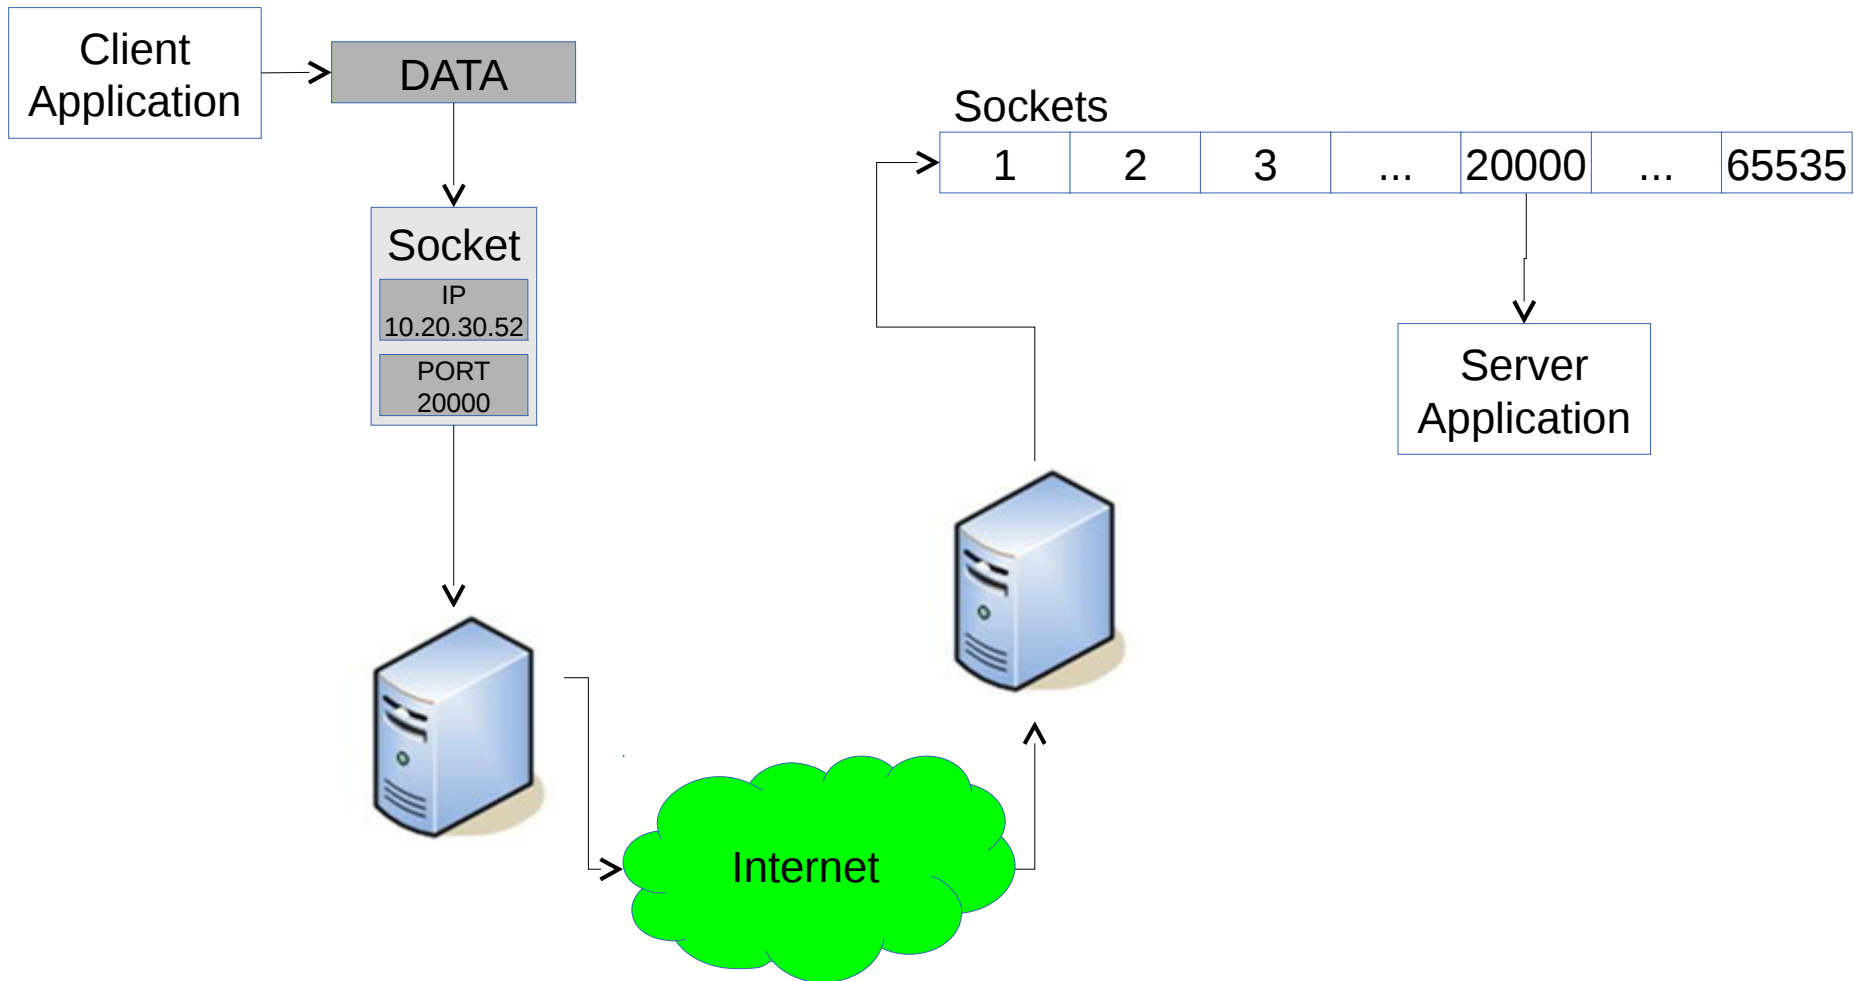 Client
Application
DATA
Socket
IP
10.20.30.52
PORT
20000
Internet
Sockets
1 2 3 ... 20000 ... 65535
Server
Application